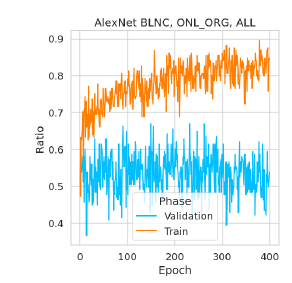 AlexNet BLNC, ONL_ORG, ALL
0.9
0.8
0.7
0.6
0.5
0.4
Ratio
Phase
Validation
Train
0 100 200 300 400
Epoch